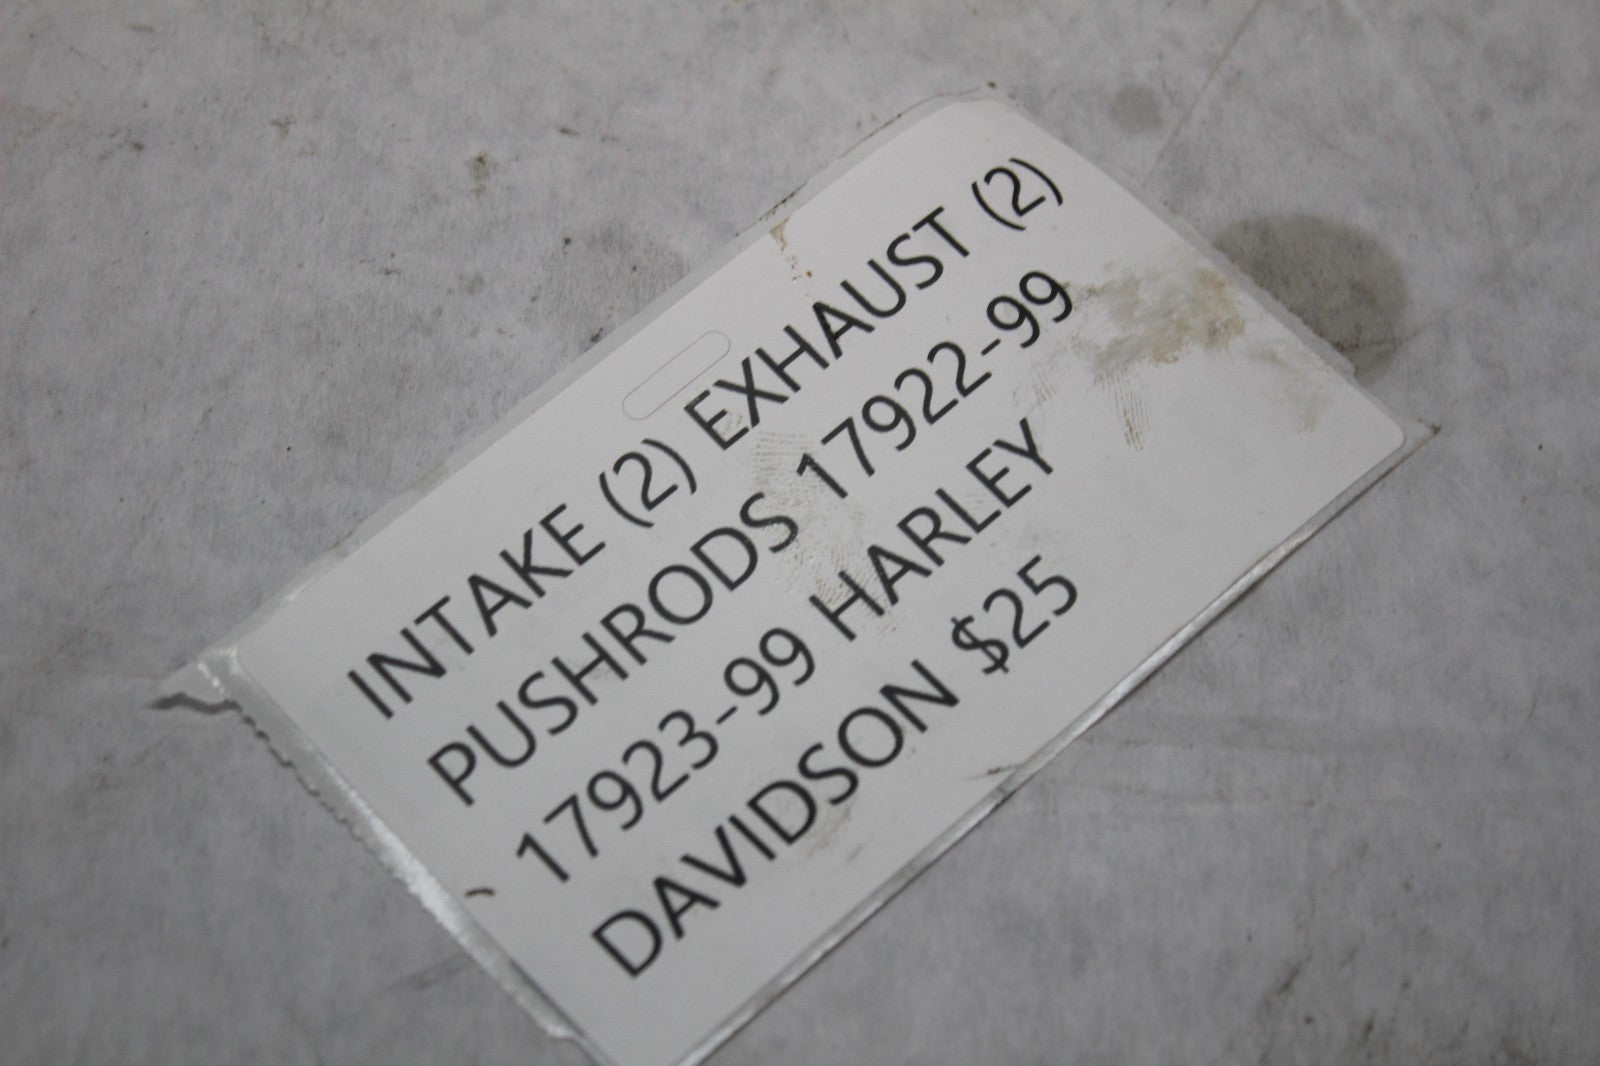 INTAKE (2) EXHAUST (2)
PUSHRODS 17922-99
17923-99 HARLEY
DAVIDSON $25